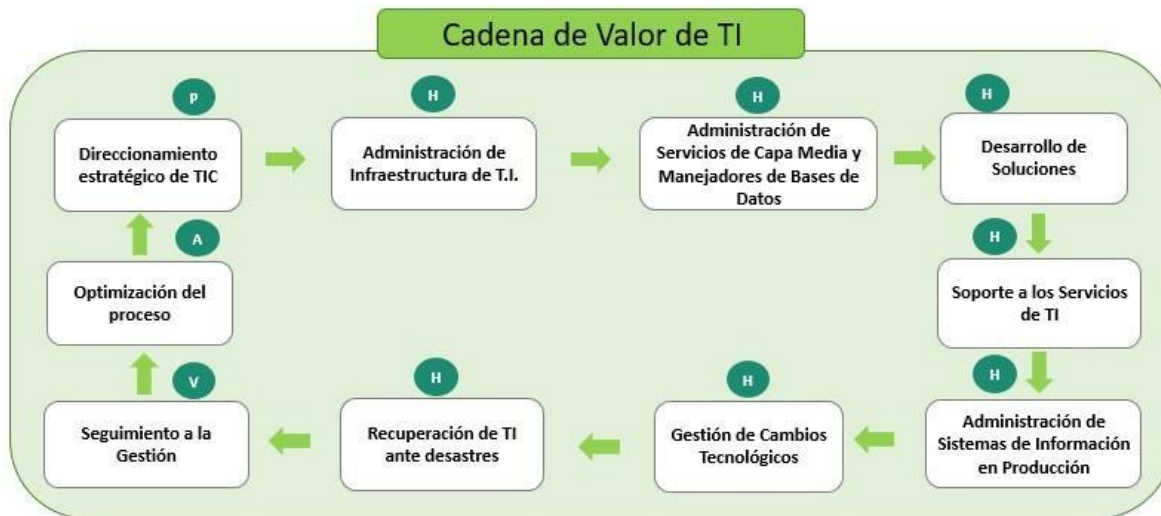 Cadena de Valor de TI
P
Direccionamiento
estratégico de TIC
H
Administración de
Infraestructura de T.I.
H
Administración de
Servicios de Capa Media y
Manejadores de Bases de
Datos
H
Desarrollo de
Soluciones
H
Soporte a los Servicios
de TI
H
Administración de
Sistemas de Información
en Producción
H
Gestión de Cambios
Tecnológicos
H
Recuperación de TI
ante desastres
V
Seguimiento a la
Gestión
A
Optimización del
proceso